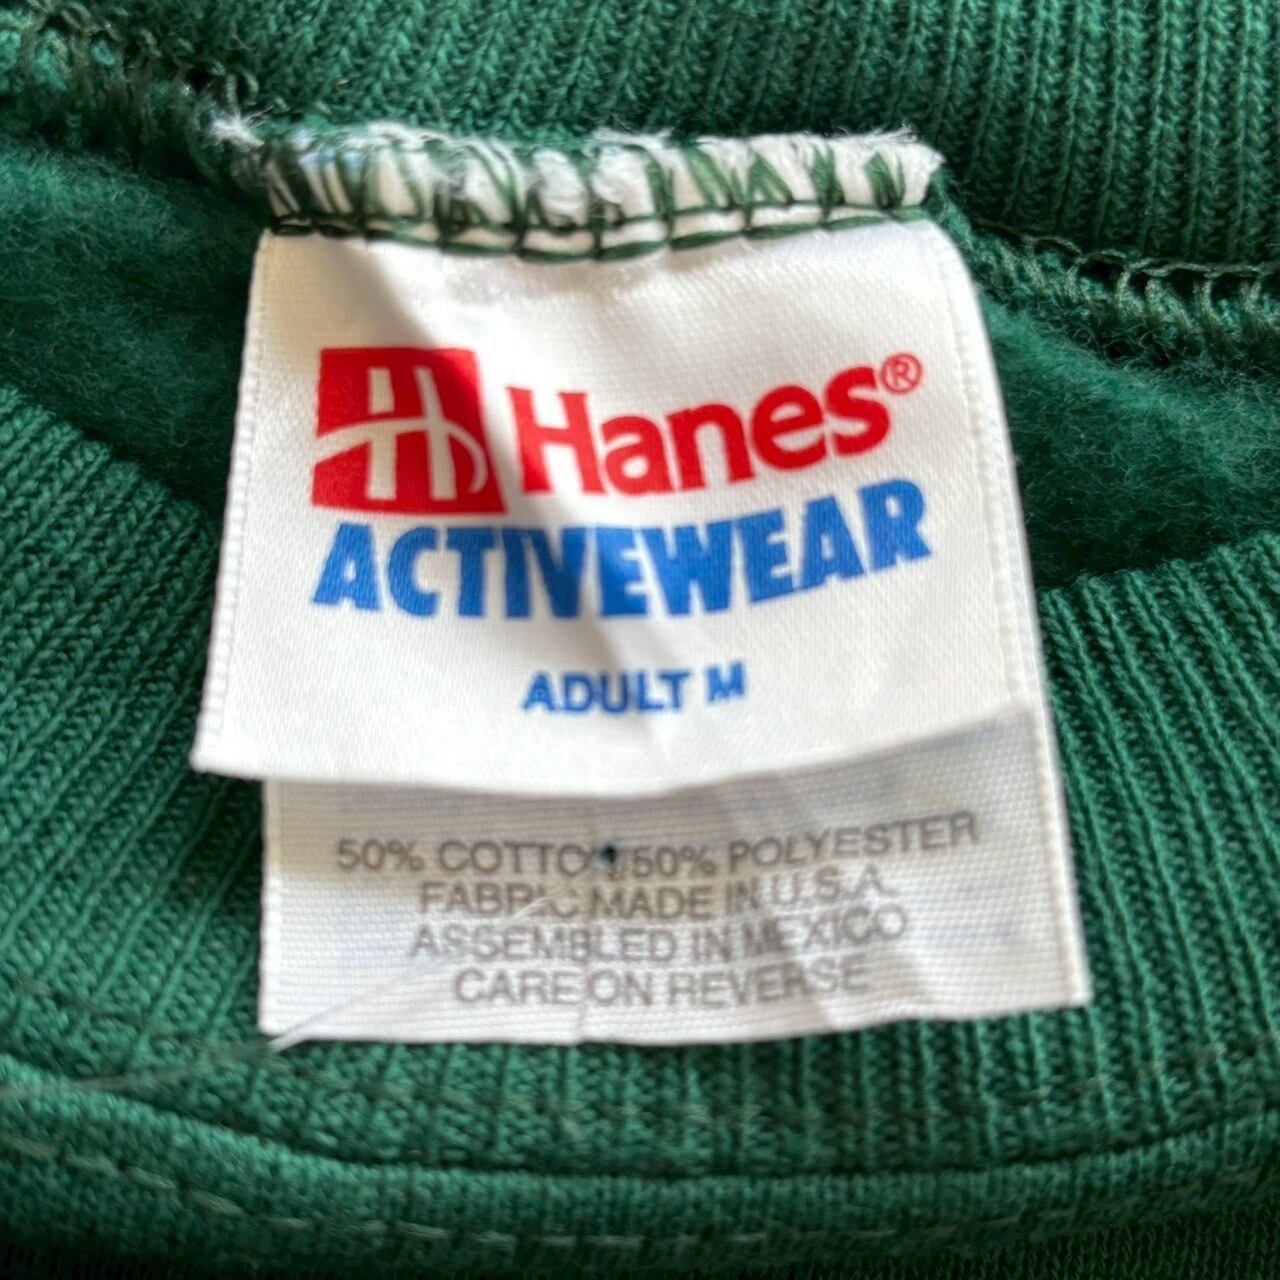 H Hanes®
ACTIVEWEAR
ADULT M
50% COTTON/50% POLYESTER
FABRIC MADE IN U.S.A.
ASSEMBLED IN MEXICO
CARE ON REVERSE